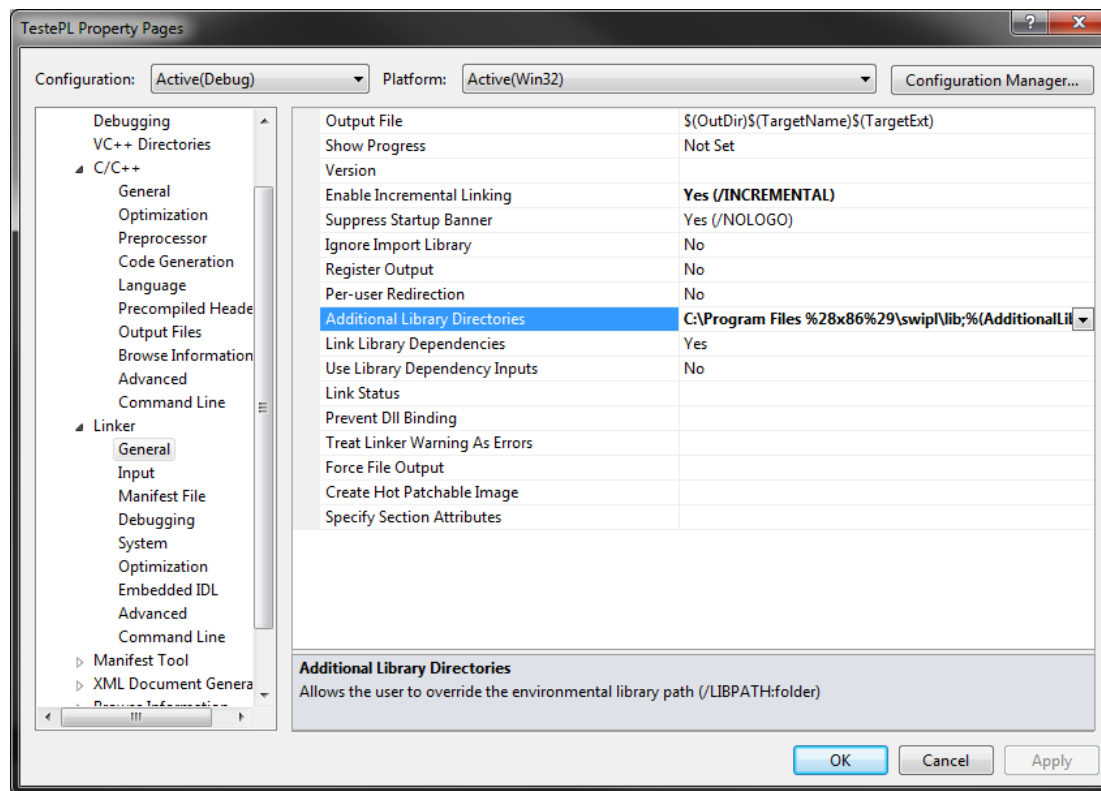 TestePL Property Pages
Configuration: Active(Debug) Platform: Active(Win32) Configuration Manager...
Debugging
VC++ Directories
C/C++
General
Optimization
Preprocessor
Code Generation
Language
Precompiled Heade
Output Files
Browse Information
Advanced
Command Line
Linker
General
Input
Manifest File
Debugging
System
Optimization
Embedded IDL
Advanced
Command Line
Manifest Tool
XML Document Genera
Browse Information
Output File $(OutDir)$(TargetName)$(TargetExt)
Show Progress Not Set
Version
Enable Incremental Linking Yes (/INCREMENTAL)
Suppress Startup Banner Yes (/NOLOGO)
Ignore Import Library No
Register Output No
Per-user Redirection No
Additional Library Directories C:\Program Files %28x86%29\swipl\lib;%(AdditionalLib
Link Library Dependencies Yes
Use Library Dependency Inputs No
Link Status
Prevent Dll Binding
Treat Linker Warning As Errors
Force File Output
Create Hot Patchable Image
Specify Section Attributes
Additional Library Directories
Allows the user to override the environmental library path (/LIBPATH:folder)
OK Cancel Apply